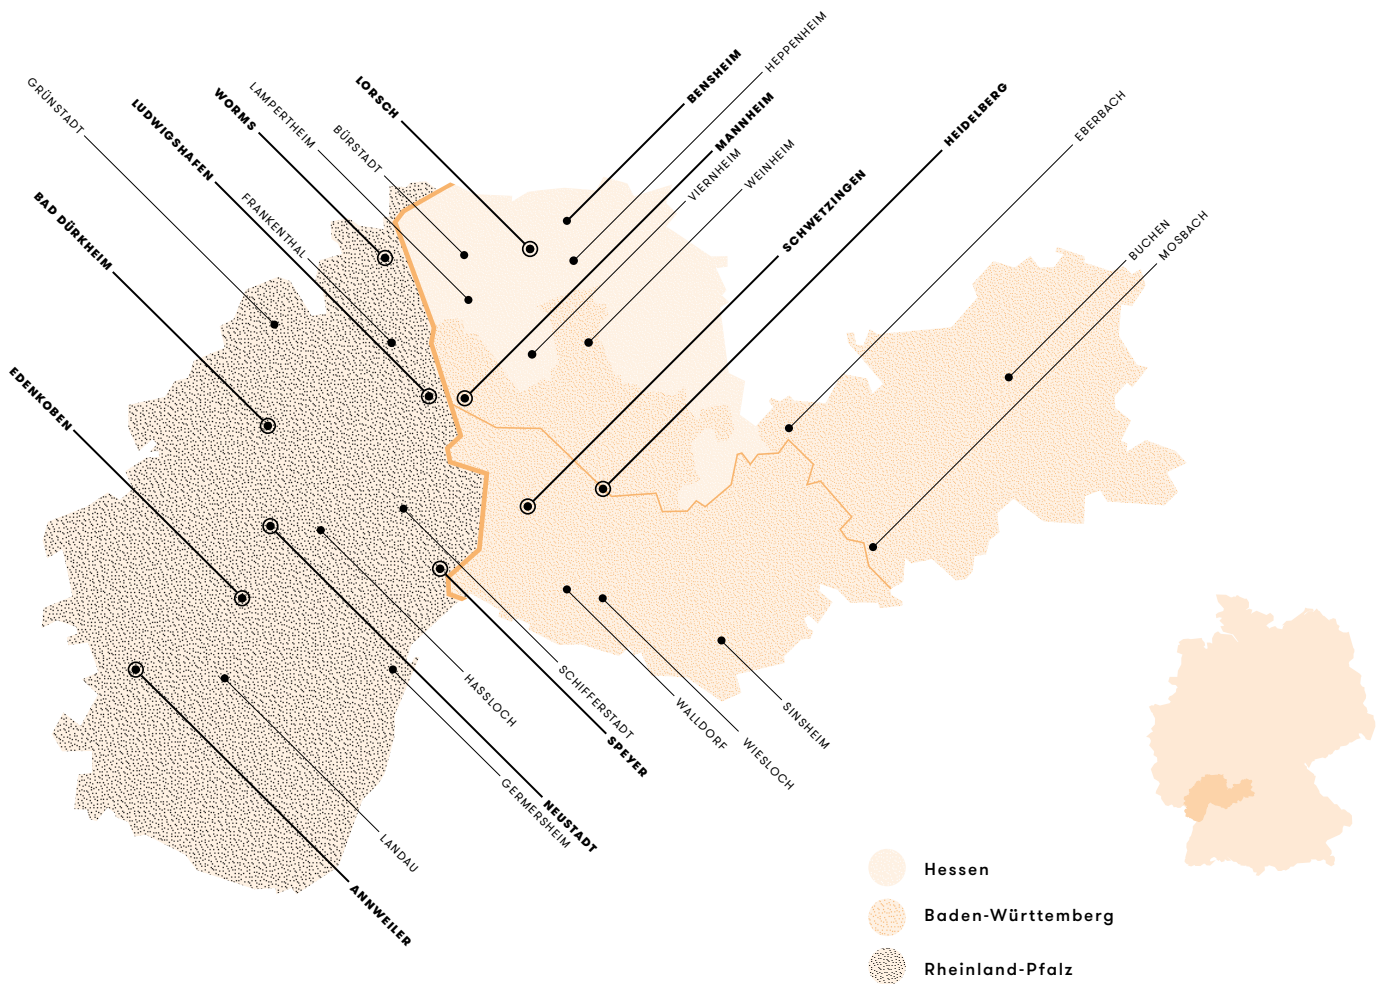 HEPPENHEIM
BENSHEIM
LORSCH
GRÜNSTADT
LAMPERTHEIM
WORMS
LUDWIGSHAFEN
MANNHEIM
HEIDELBERG
EBERBACH
BÜRSTADT
VIERNHEIM
WEINHEIM
SCHWETZINGEN
BAD DÜRKHEIM
FRANKENTHAL
BUCHEN
MOSBACH
EDENKOBEN
HASSLOCH
SCHIFFERSTADT
SPEYER
WALLDORF
WIESLOCH
SINSHEIM
GERMERSHEIM
NEUSTADT
LANDAU
ANNWEILER
Hessen
Baden-Württemberg
Rheinland-Pfalz